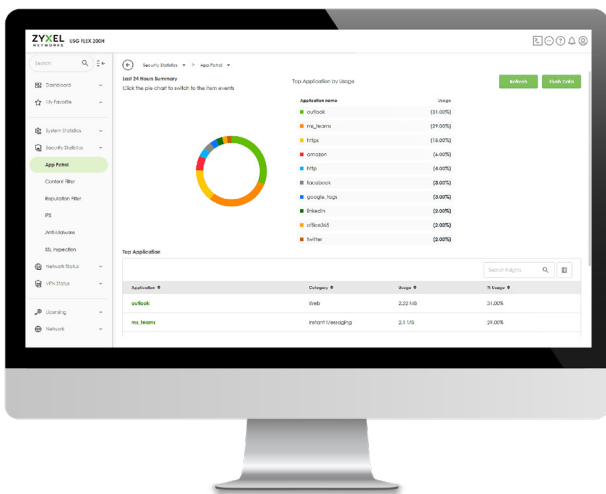 ZYXEL
NETWORKS
USG FLEX 200H
Search
Dashboard
My Favorite
System Statistics
Security Statistics
App Patrol
Content Filter
Reputation Filter
IPS
Anti-Malware
SSL Inspection
Network Status
VPN Status
Licensing
Network
Security Statistics > App Patrol
Last 24 Hours Summary
Click the pie chart to switch to the item events
Top Application by Usage
Refresh
Flush Data
Application name Usage
outlook (31.00%)
ms_teams (29.00%)
https (15.00%)
amazon (6.00%)
http (4.00%)
facebook (3.00%)
google_tags (3.00%)
linkedin (2.00%)
office365 (2.00%)
twitter (2.00%)
Top Application
Search insights
Application Category Usage % Usage
outlook Web 2.22 MB 31.00%
ms_teams Instant Messaging 2.1 MB 29.00%